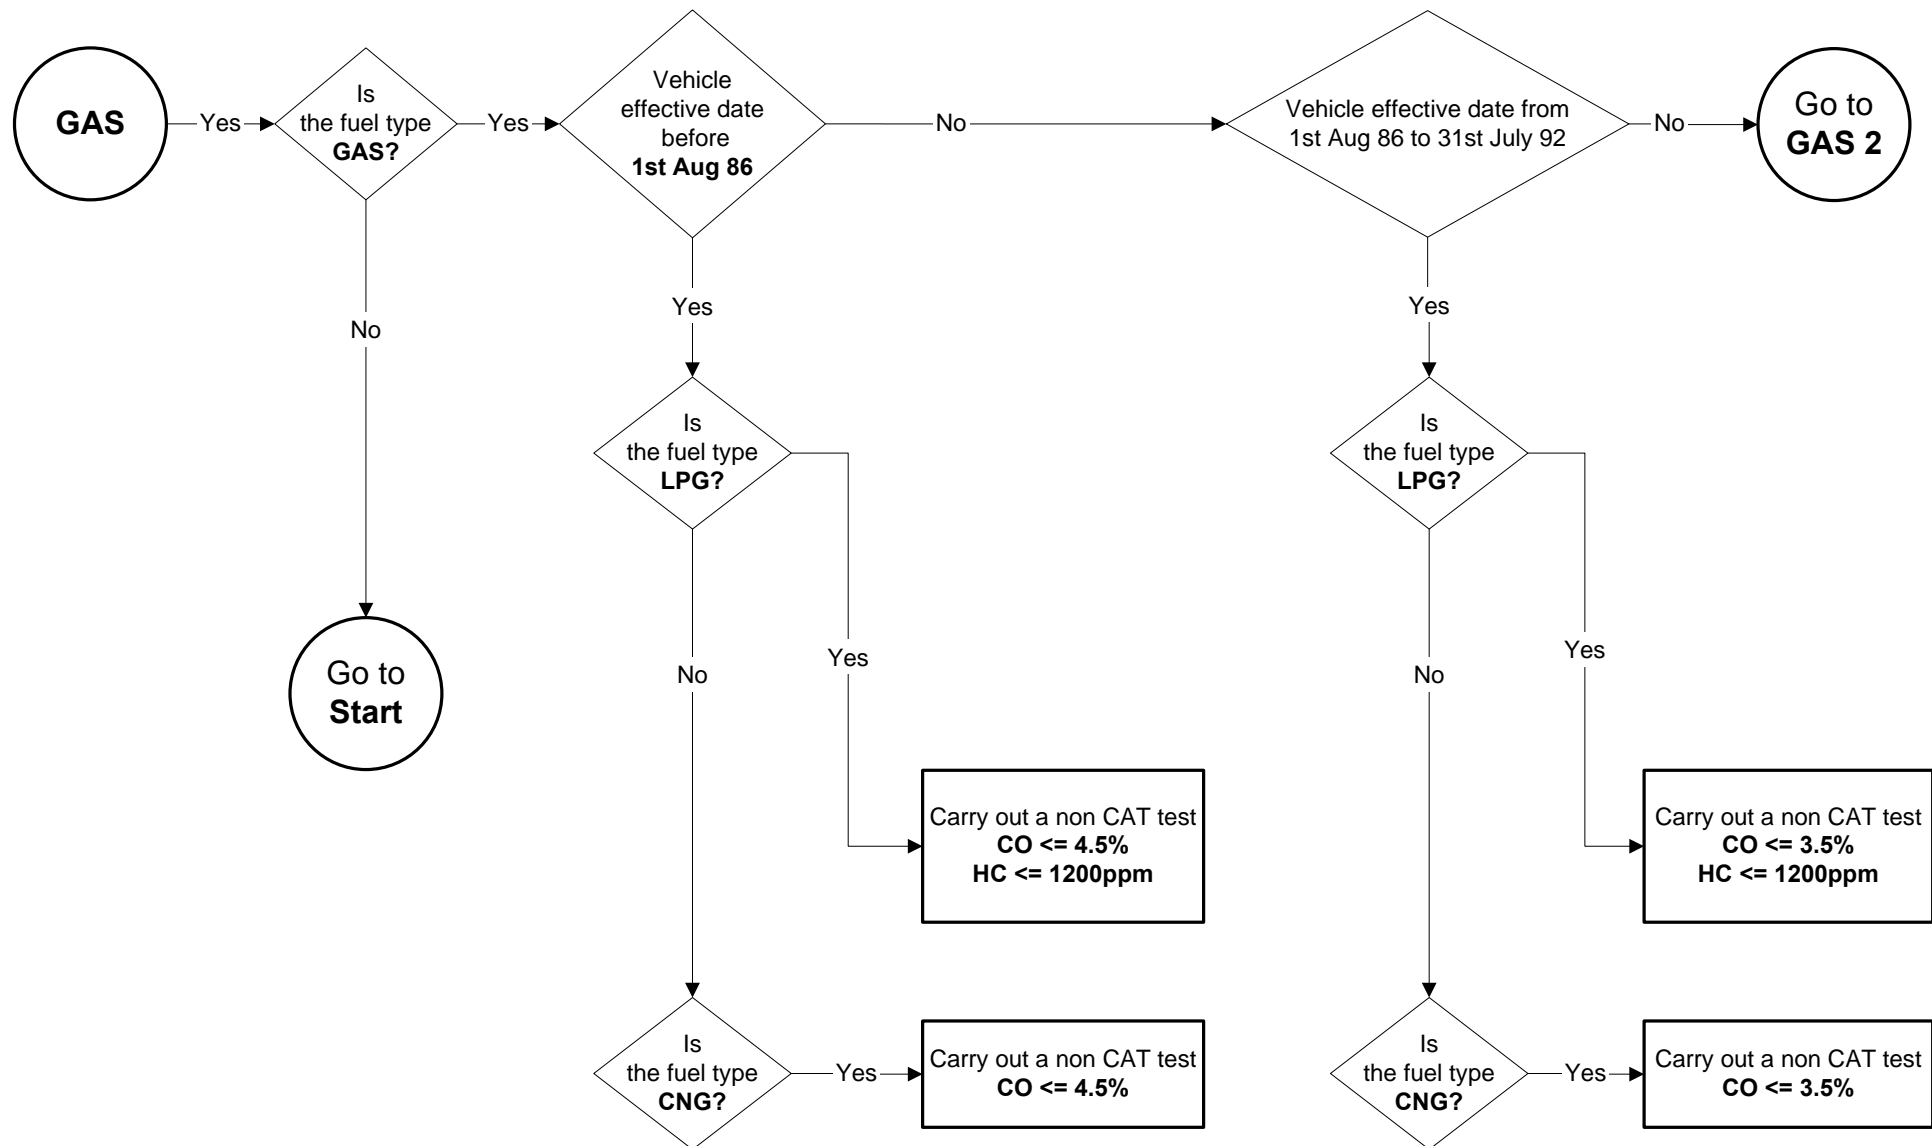 GAS
Yes
Is
the fuel type
GAS?
Yes
Vehicle
effective date
before
1st Aug 86
No
Vehicle effective date from
1st Aug 86 to 31st July 92
No
Go to
GAS 2
No
Go to
Start
Yes
Is
the fuel type
LPG?
Yes
No
Carry out a non CAT test
CO <= 4.5%
HC <= 1200ppm
Is
the fuel type
CNG?
Yes
Carry out a non CAT test
CO <= 4.5%
Yes
Is
the fuel type
LPG?
Yes
No
Carry out a non CAT test
CO <= 3.5%
HC <= 1200ppm
Is
the fuel type
CNG?
Yes
Carry out a non CAT test
CO <= 3.5%